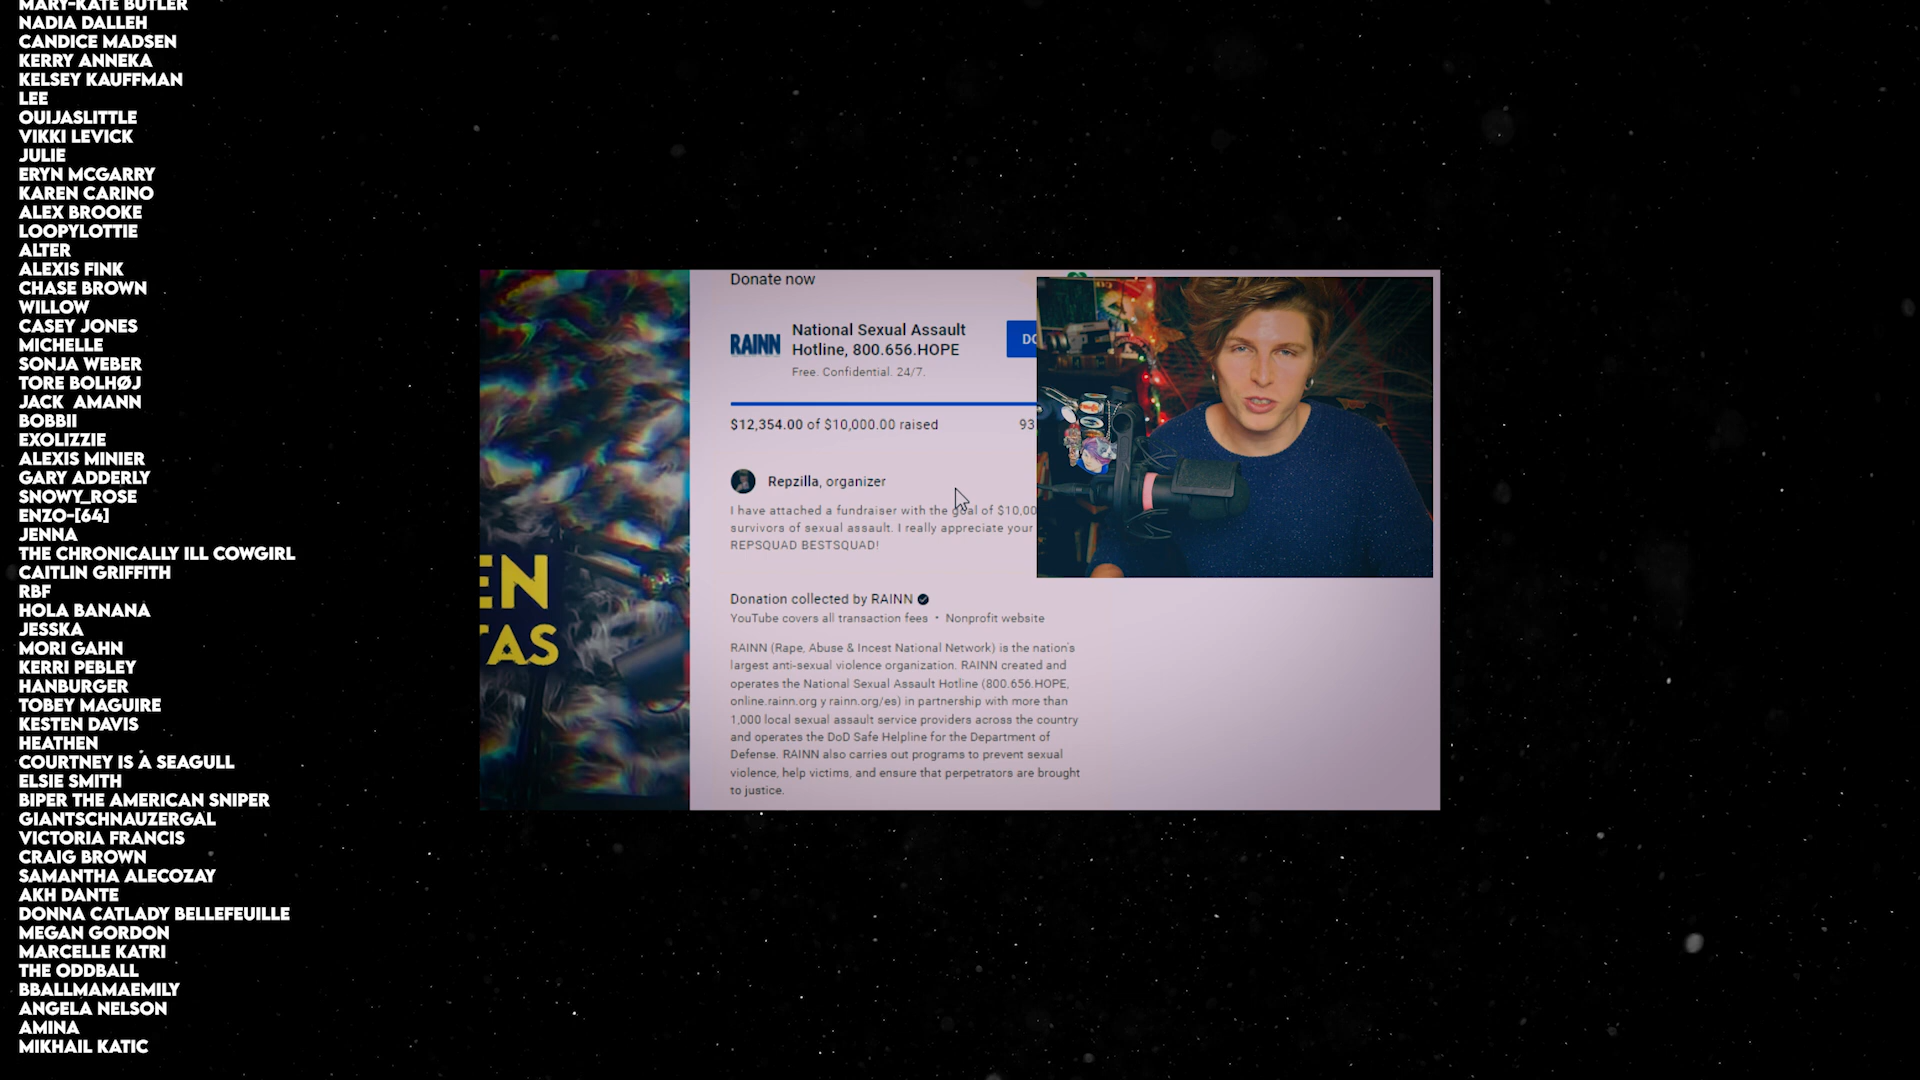 MARY-KATE BUTLER
NADIA DALLEH
CANDICE MADSEN
KERRY ANNEKA
KELSEY KAUFFMAN
LEE
OUIJASLITTLE
VIKKI LEVICK
JULIE
ERYN MCGARRY
KAREN CARINO
ALEX BROOKE
LOOPYLOTTIE
ALTER
ALEXIS FINK
CHASE BROWN
WILLOW
CASEY JONES
MICHELLE
SONJA WEBER
TORE BOLHØJ
JACK AMANN
BOBBII
EXOLIZZIE
ALEXIS MINIER
GARY ADDERLY
SNOWY_ROSE
ENZO-[64]
JENNA
THE CHRONICALLY ILL COWGIRL
CAITLIN GRIFFITH
RBF
HOLA BANANA
JESSKA
MORI GAHN
KERRI PEBLEY
HANBURGER
TOBEY MAGUIRE
KESTEN DAVIS
HEATHEN
COURTNEY IS A SEAGULL
ELSIE SMITH
BIPER THE AMERICAN SNIPER
GIANTSCHNAUZERGAL
VICTORIA FRANCIS
CRAIG BROWN
SAMANTHA ALECOZAY
AKH DANTE
DONNA CATLADY BELLEFEUILLE
MEGAN GORDON
MARCELLE KATRI
THE ODDBALL
BBALLMAMAEMILY
ANGELA NELSON
AMINA
MIKHAIL KATIC
EN
TAS
Donate now
RAINN
National Sexual Assault
Hotline, 800.656.HOPE
DO
Free. Confidential. 24/7.
$12,354.00 of $10,000.00 raised
93
Repzilla, organizer
I have attached a fundraiser with the goal of $10,00
survivors of sexual assault. I really appreciate your
REPSQUAD BESTSQUAD!
Donation collected by RAINN
YouTube covers all transaction fees • Nonprofit website
RAINN (Rape, Abuse & Incest National Network) is the nation's
largest anti-sexual violence organization. RAINN created and
operates the National Sexual Assault Hotline (800.656.HOPE,
online.rainn.org y rainn.org/es) in partnership with more than
1,000 local sexual assault service providers across the country
and operates the DoD Safe Helpline for the Department of
Defense. RAINN also carries out programs to prevent sexual
violence, help victims, and ensure that perpetrators are brought
to justice.